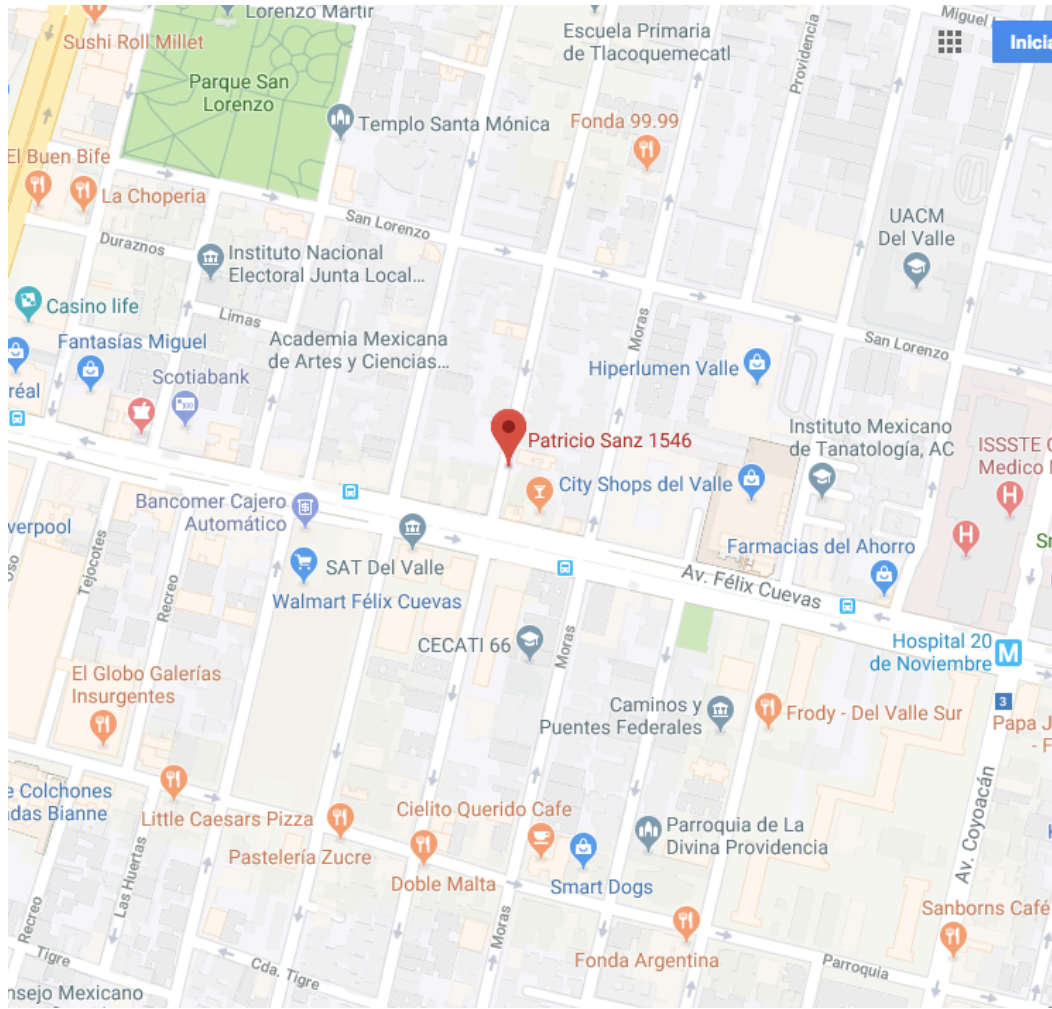 Lorenzo Martir
Miguel
Sushi Roll Millet
Escuela Primaria
de Tlacoquemecatl
Inicia
Providencia
Parque San
Lorenzo
Templo Santa Mónica
Fonda 99.99
El Buen Bife
La Choperia
San Lorenzo
UACM
Del Valle
Duraznos
Instituto Nacional
Electoral Junta Local...
Casino life
Limas
Moras
San Lorenzo
Fantasías Miguel
Academia Mexicana
de Artes y Ciencias...
Hiperlumen Valle
Scotiabank
réal
Patricio Sanz 1546
Instituto Mexicano
de Tanatología, AC
ISSSTE C
Medico
City Shops del Valle
Bancomer Cajero
Automático
verpool
Tejocotes
Recreo
SAT Del Valle
Farmacias del Ahorro
Walmart Félix Cuevas
Av. Félix Cuevas
CECATI 66
Moras
Hospital 20
de Noviembre
M
3
El Globo Galerías
Insurgentes
Caminos y
Puentes Federales
Frody - Del Valle Sur
Papa J
- F
e Colchones
adas Bianne
Little Caesars Pizza
Cielito Querido Cafe
Pastelería Zucre
Parroquia de La
Divina Providencia
Av. Coyoacán
Doble Malta
Smart Dogs
Las Huertas
Recreo
Moras
Sanborns Café
Fonda Argentina
Parroquia
Tigre
Cda. Tigre
nsejo Mexicano